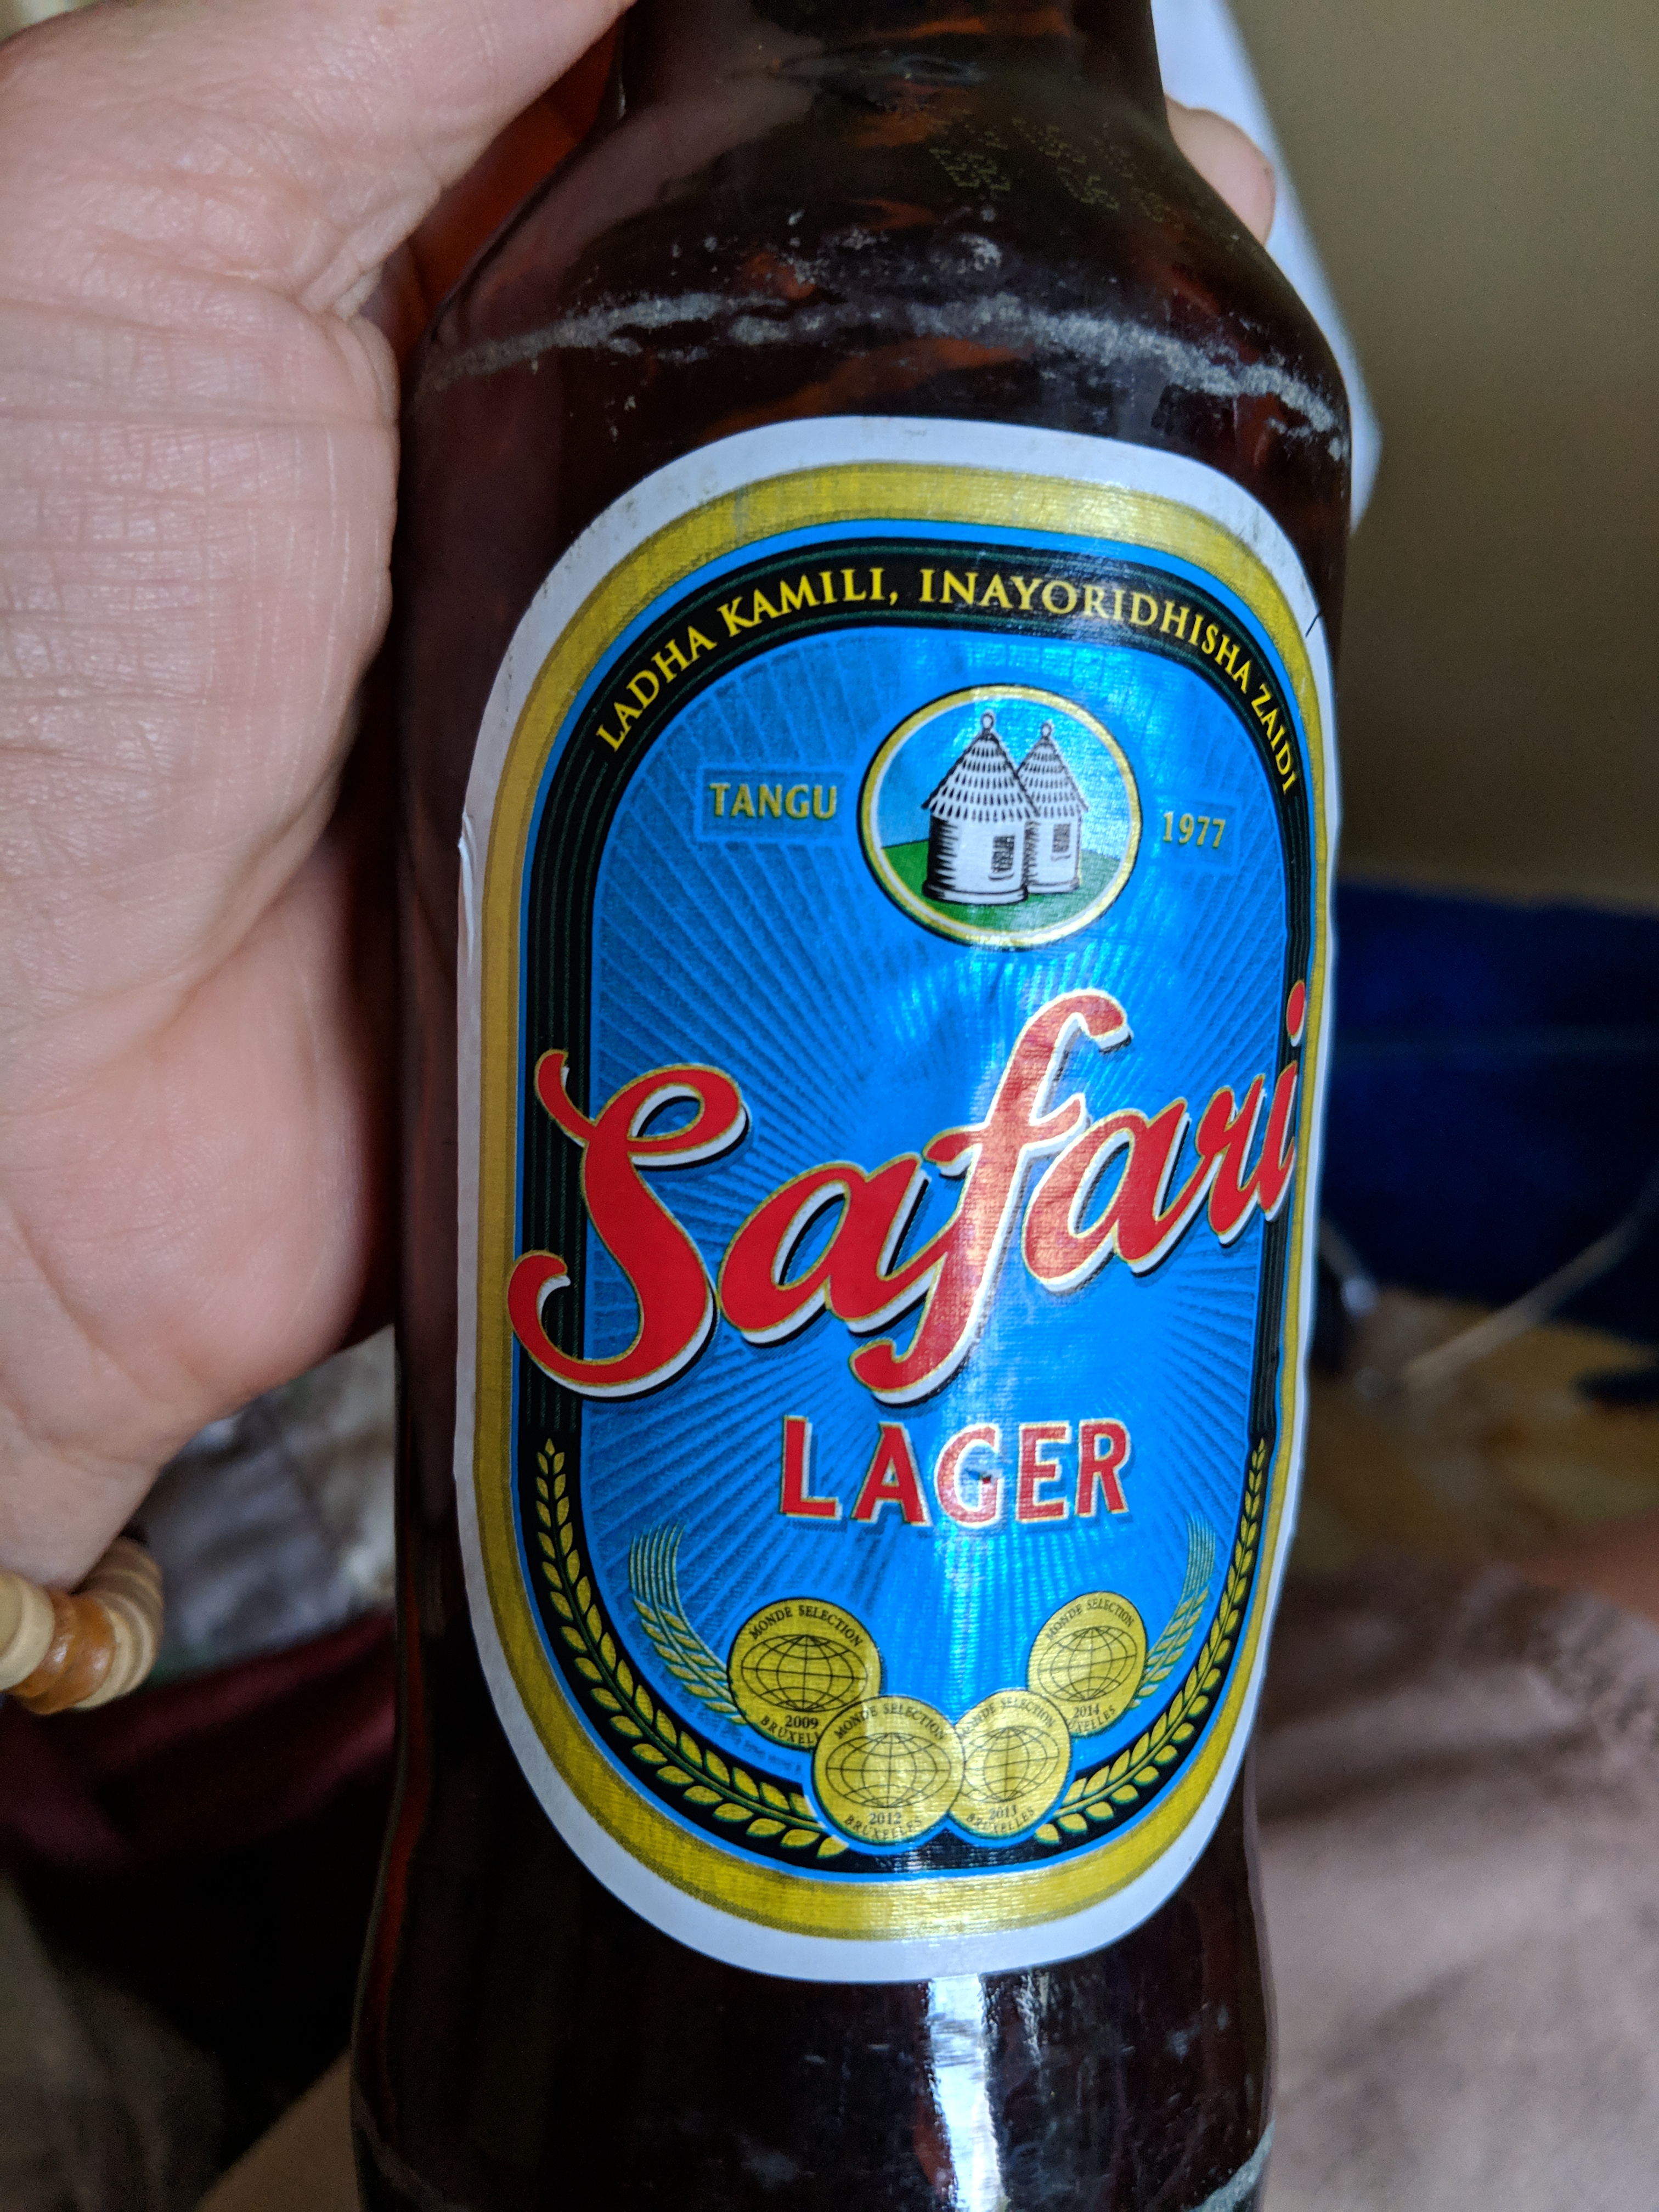 LADHA KAMILI, INAYORIDHISHA ZAIDI
TANGU 1977
Safari
LAGER
MONDE SELECTION
2009
MONDE SELECTION
2012
BRUXELLES
MONDE SELECTION
2013
BRUXELLES
MONDE SELECTION
2014